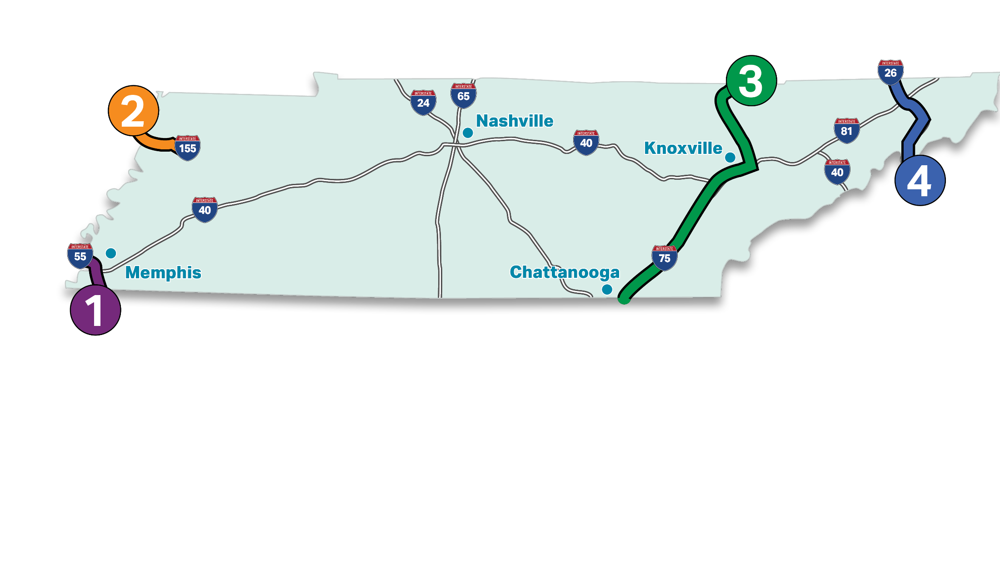 INTERSTATE
26
3
INTERSTATE
65
INTERSTATE
24
2
Nashville
INTERSTATE
81
INTERSTATE
40
INTERSTATE
155
Knoxville
INTERSTATE
40
4
INTERSTATE
40
INTERSTATE
55
INTERSTATE
75
Memphis
Chattanooga
1